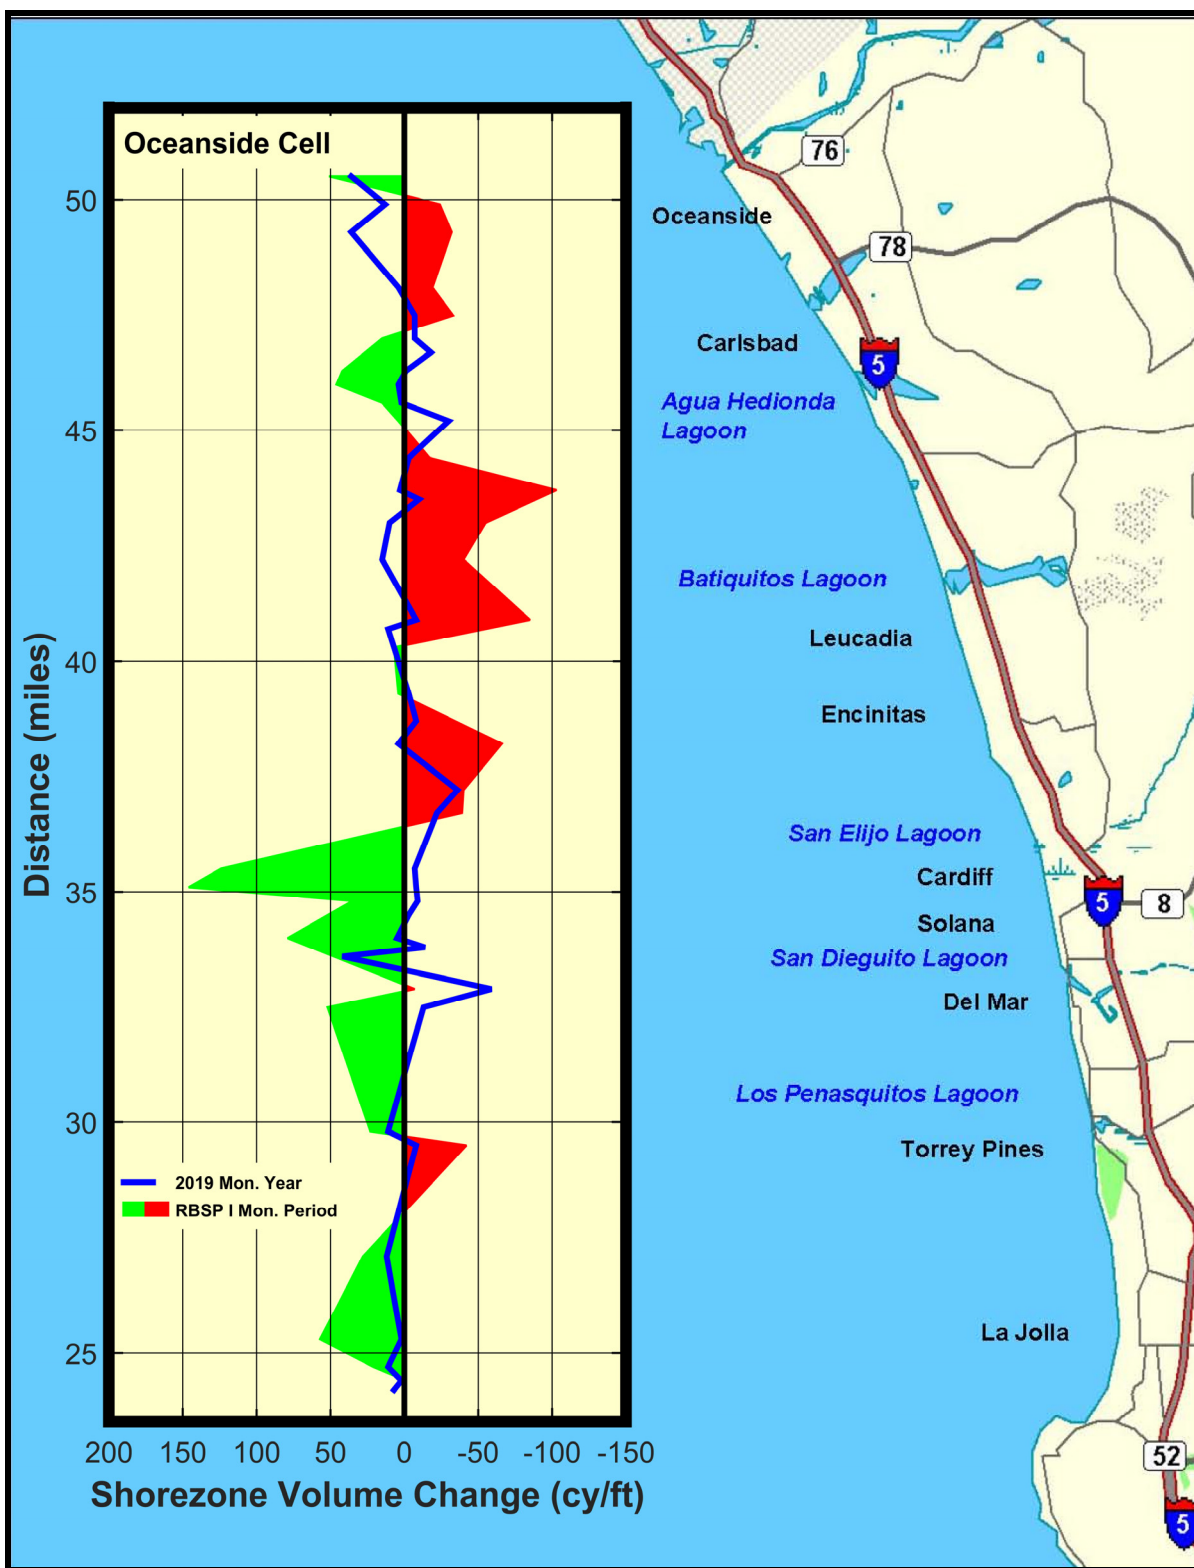 Oceanside Cell
50
45
40
35
30
25
Distance (miles)
2019 Mon. Year
RBSP I Mon. Period
200 150 100 50 0 -50 -100 -150
Shorezone Volume Change (cy/ft)
76
Oceanside
78
Carlsbad
5
Agua Hedionda
Lagoon
Batiquitos Lagoon
Leucadia
Encinitas
San Elijo Lagoon
Cardiff
5
8
Solana
San Dieguito Lagoon
Del Mar
Los Penasquitos Lagoon
Torrey Pines
La Jolla
52
5